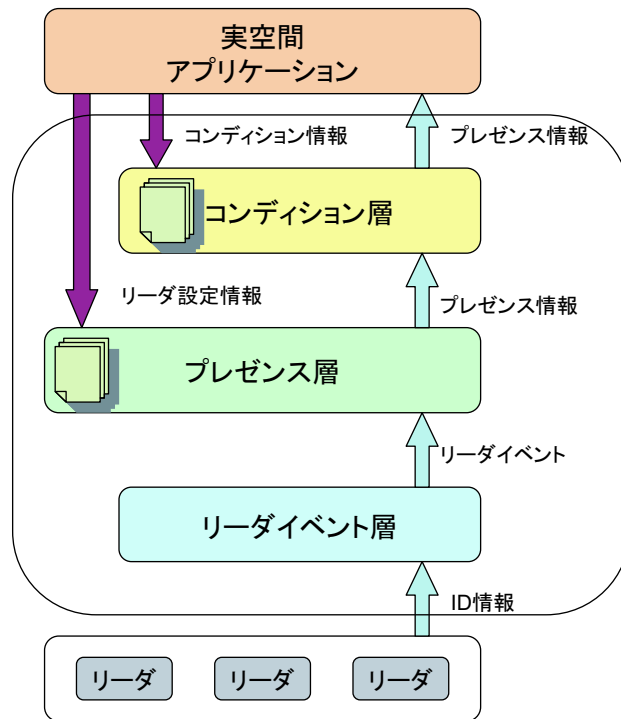 実空間
アプリケーション
コンディション情報
プレゼンス情報
コンディション層
リーダ設定情報
プレゼンス情報
プレゼンス層
リーダイベント
リーダイベント層
ID情報
リーダ
リーダ
リーダ